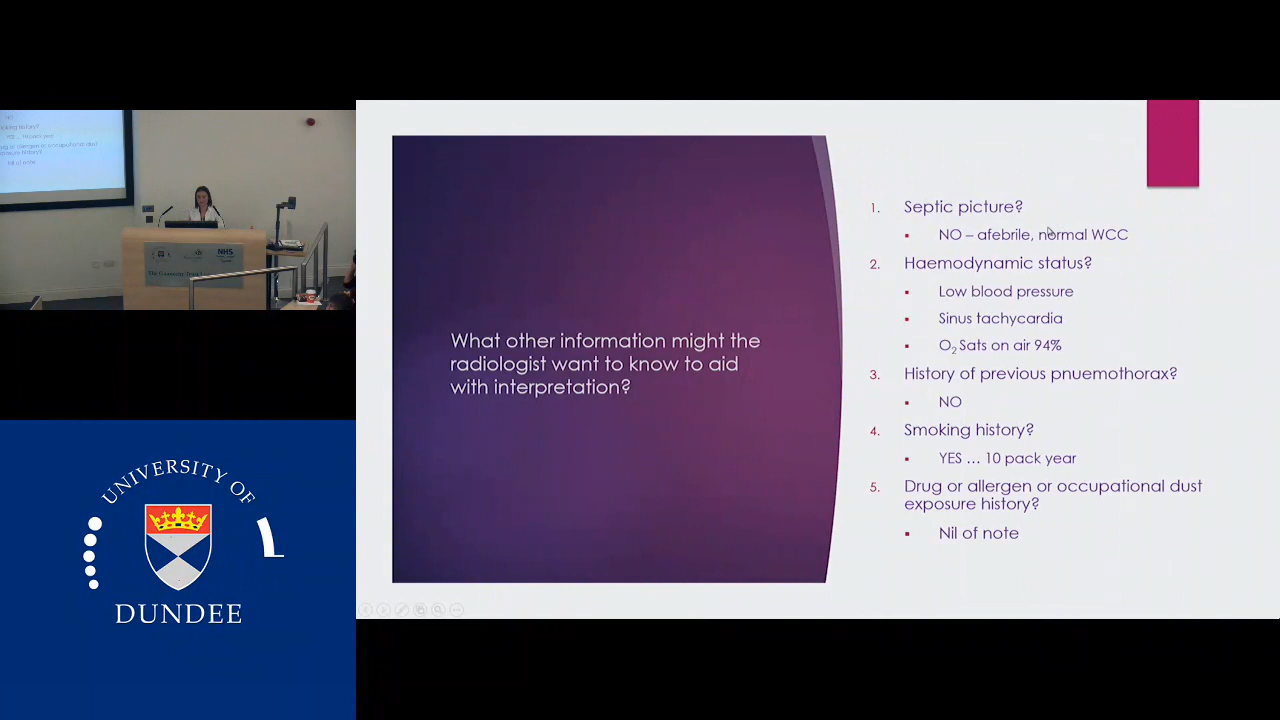 What other information might the
radiologist want to know to aid
with interpretation?
1. Septic picture?
▪ NO – afebrile, normal WCC
2. Haemodynamic status?
▪ Low blood pressure
▪ Sinus tachycardia
▪ O₂ Sats on air 94%
3. History of previous pnuemothorax?
▪ NO
4. Smoking history?
▪ YES … 10 pack year
5. Drug or allergen or occupational dust
exposure history?
▪ Nil of note
NHS
UNIVERSITY OF
DUNDEE